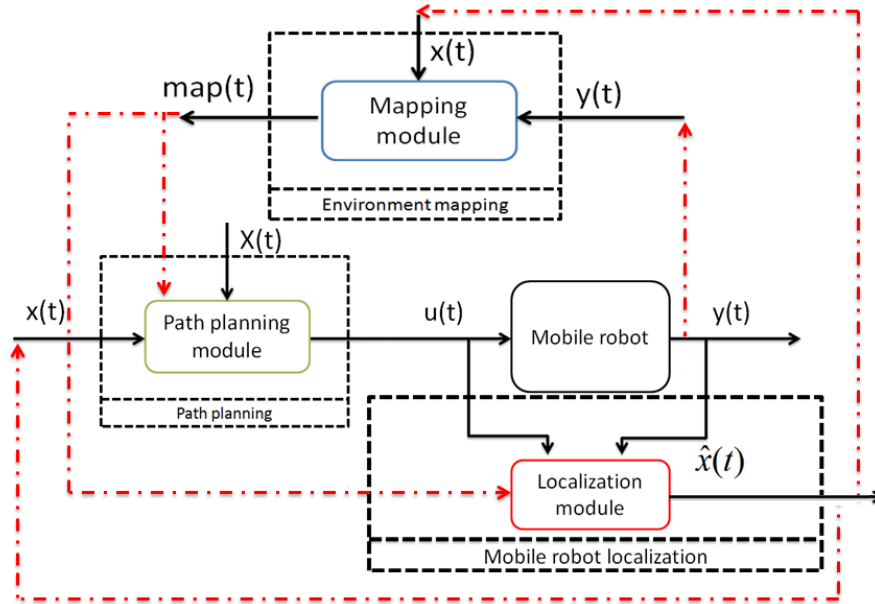 x(t)
map(t)
y(t)
Mapping
module
Environment mapping
X(t)
x(t)
Path planning
module
u(t)
Mobile robot
y(t)
Path planning
x̂(t)
Localization
module
Mobile robot localization